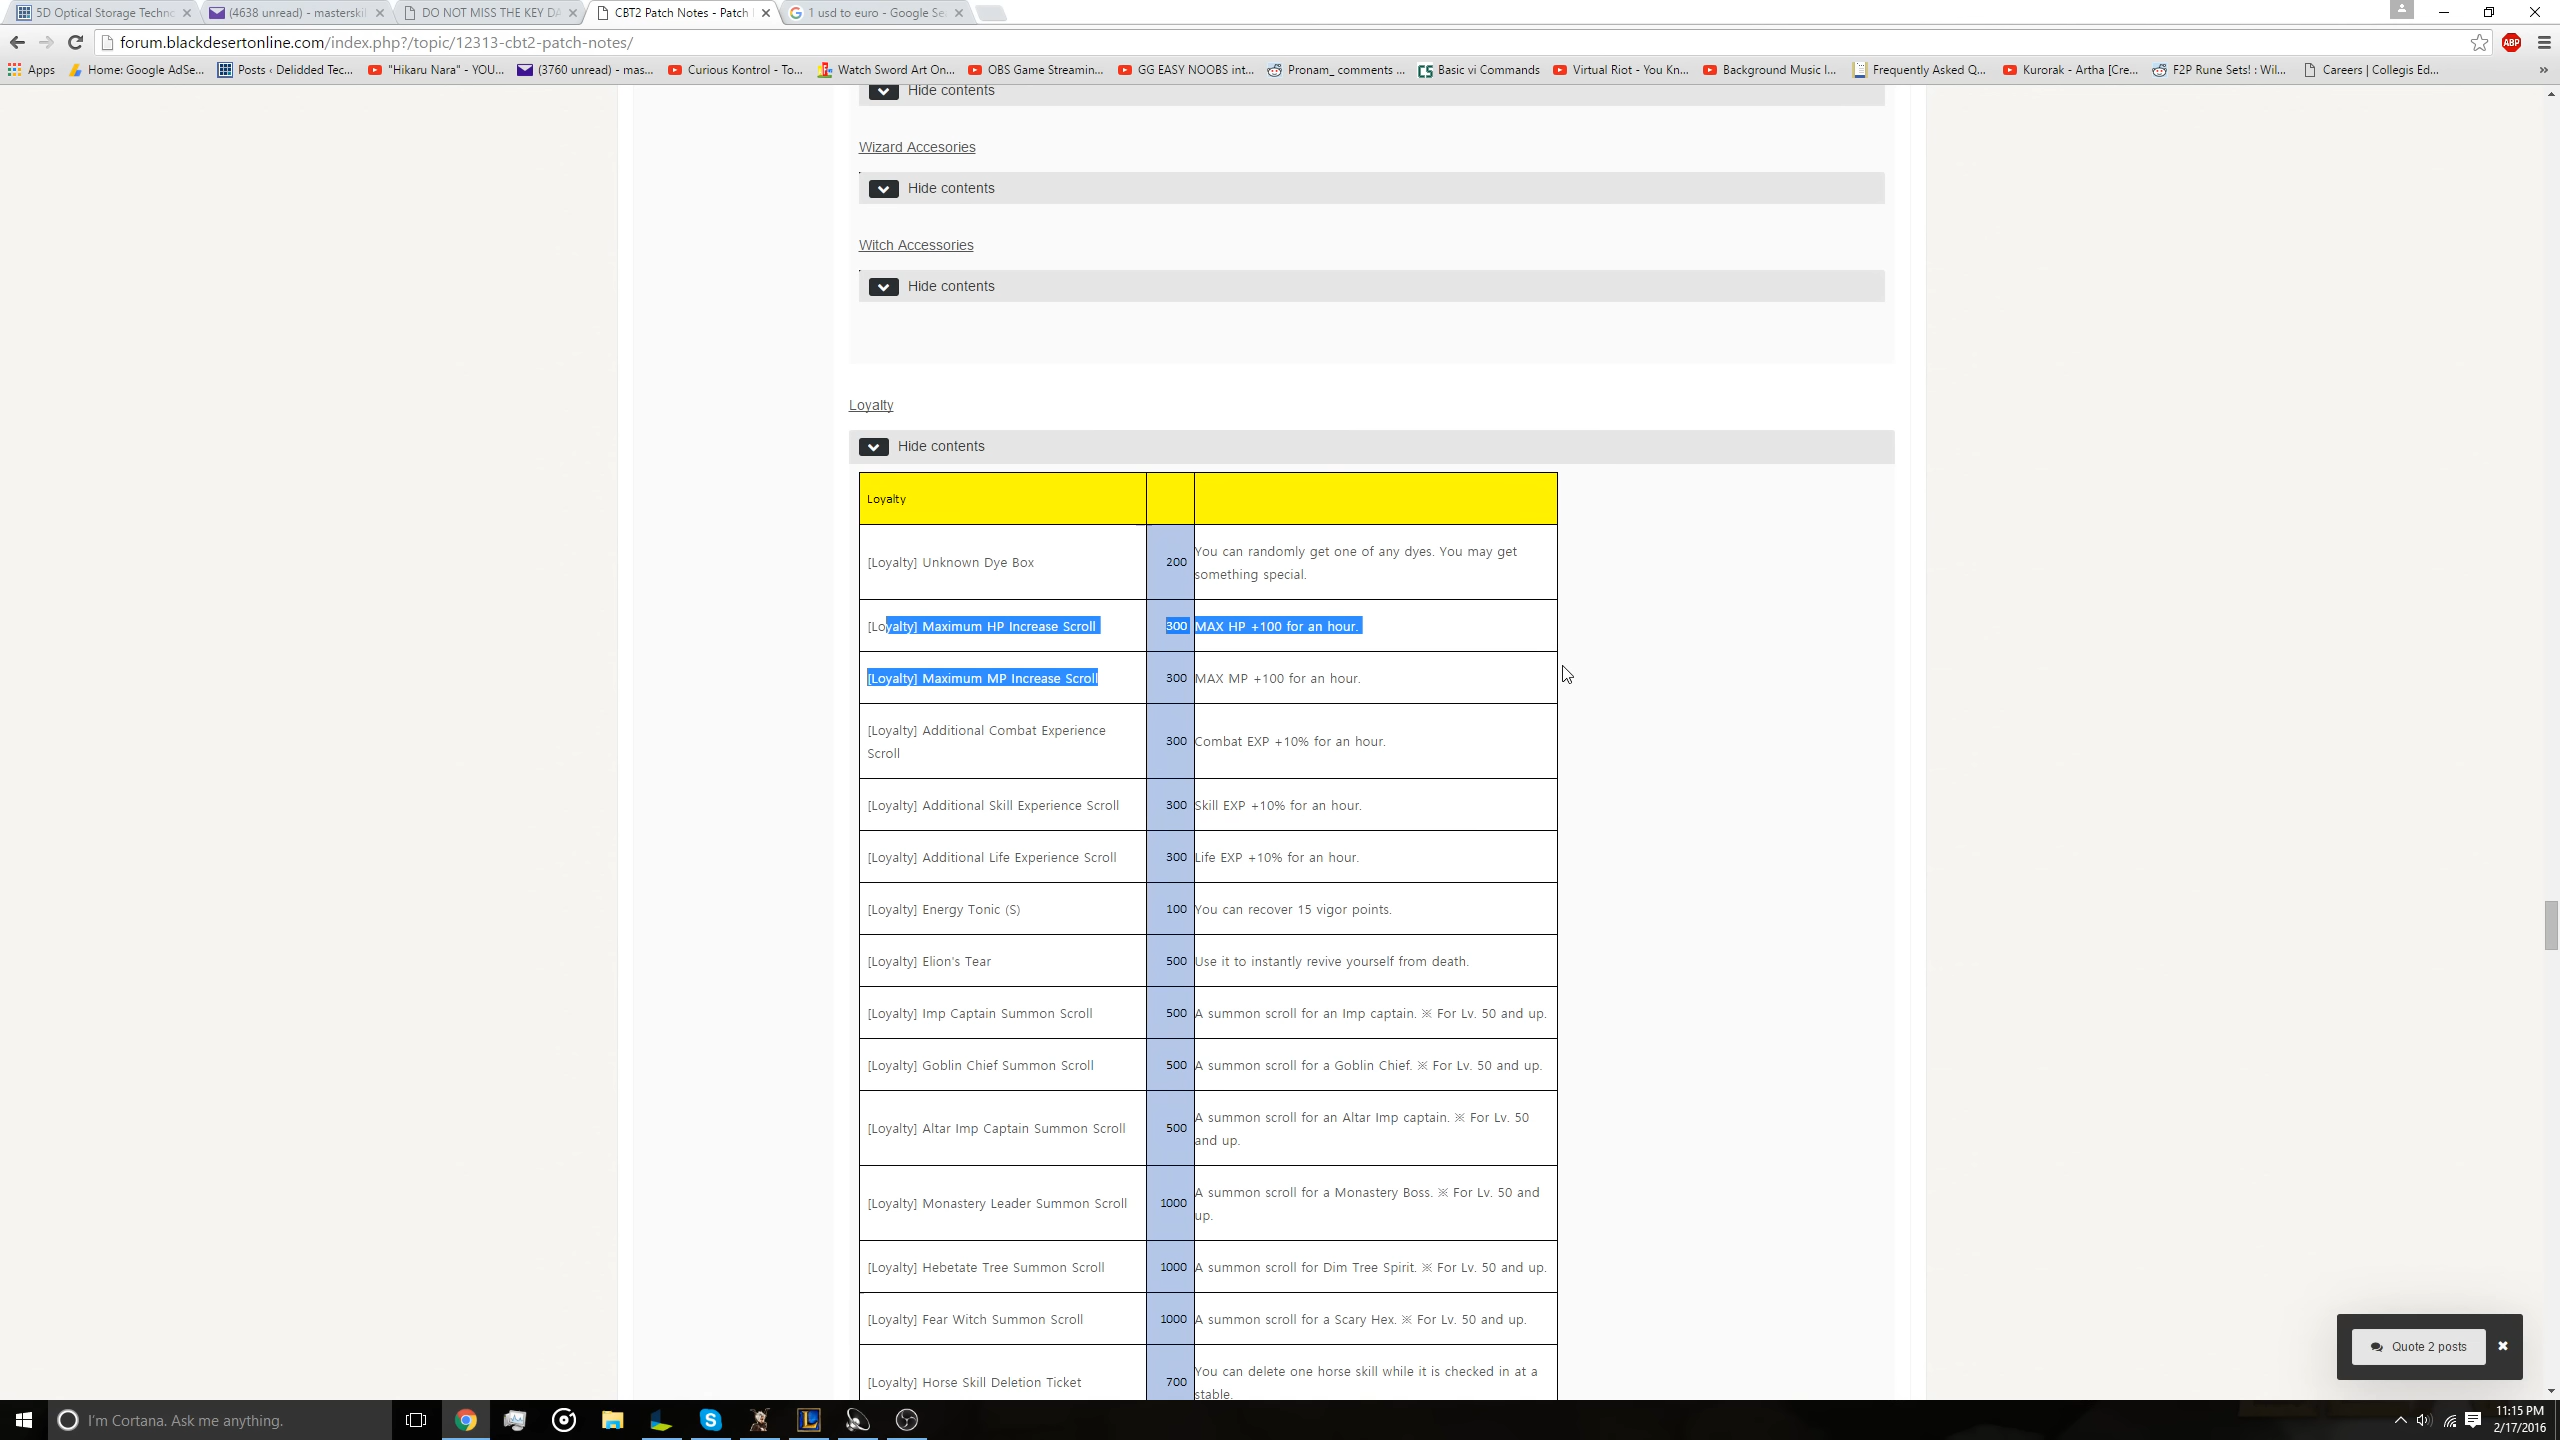 5D Optical Storage Techno
(4638 unread) - masterskil
DO NOT MISS THE KEY DA
CBT2 Patch Notes - Patch
1 usd to euro - Google Se
forum.blackdesertonline.com/index.php?/topic/12313-cbt2-patch-notes/
ABP
Apps
Home: Google AdSe...
Posts ‹ Delidded Tec...
"Hikaru Nara" - YOU...
(3760 unread) - mas...
Curious Kontrol - To...
Watch Sword Art On...
OBS Game Streamin...
GG EASY NOOBS int...
Pronam_ comments ...
Basic vi Commands
Virtual Riot - You Kn...
Background Music I...
Frequently Asked Q...
Kurorak - Artha [Cre...
F2P Rune Sets! : Wil...
Careers | Collegis Ed...
Hide contents
Wizard Accesories
Hide contents
Witch Accessories
Hide contents
Loyalty
Hide contents
Loyalty
[Loyalty] Unknown Dye Box
200
You can randomly get one of any dyes. You may get
something special.
[Loyalty] Maximum HP Increase Scroll
300
MAX HP +100 for an hour.
[Loyalty] Maximum MP Increase Scroll
300
MAX MP +100 for an hour.
[Loyalty] Additional Combat Experience
Scroll
300
Combat EXP +10% for an hour.
[Loyalty] Additional Skill Experience Scroll
300
Skill EXP +10% for an hour.
[Loyalty] Additional Life Experience Scroll
300
Life EXP +10% for an hour.
[Loyalty] Energy Tonic (S)
100
You can recover 15 vigor points.
[Loyalty] Elion's Tear
500
Use it to instantly revive yourself from death.
[Loyalty] Imp Captain Summon Scroll
500
A summon scroll for an Imp captain. ※ For Lv. 50 and up.
[Loyalty] Goblin Chief Summon Scroll
500
A summon scroll for a Goblin Chief. ※ For Lv. 50 and up.
[Loyalty] Altar Imp Captain Summon Scroll
500
A summon scroll for an Altar Imp captain. ※ For Lv. 50
and up.
[Loyalty] Monastery Leader Summon Scroll
1000
A summon scroll for a Monastery Boss. ※ For Lv. 50 and
up.
[Loyalty] Hebetate Tree Summon Scroll
1000
A summon scroll for Dim Tree Spirit. ※ For Lv. 50 and up.
[Loyalty] Fear Witch Summon Scroll
1000
A summon scroll for a Scary Hex. ※ For Lv. 50 and up.
[Loyalty] Horse Skill Deletion Ticket
700
You can delete one horse skill while it is checked in at a
stable.
Quote 2 posts
I'm Cortana. Ask me anything.
11:15 PM
2/17/2016